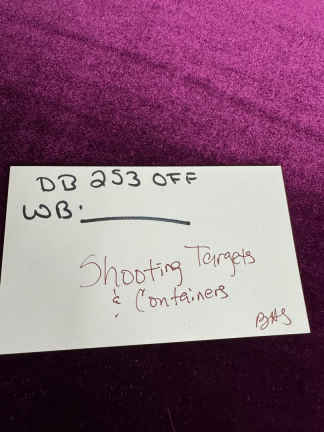 DB 253 OFF
WB:
Shooting Targets
& Containers